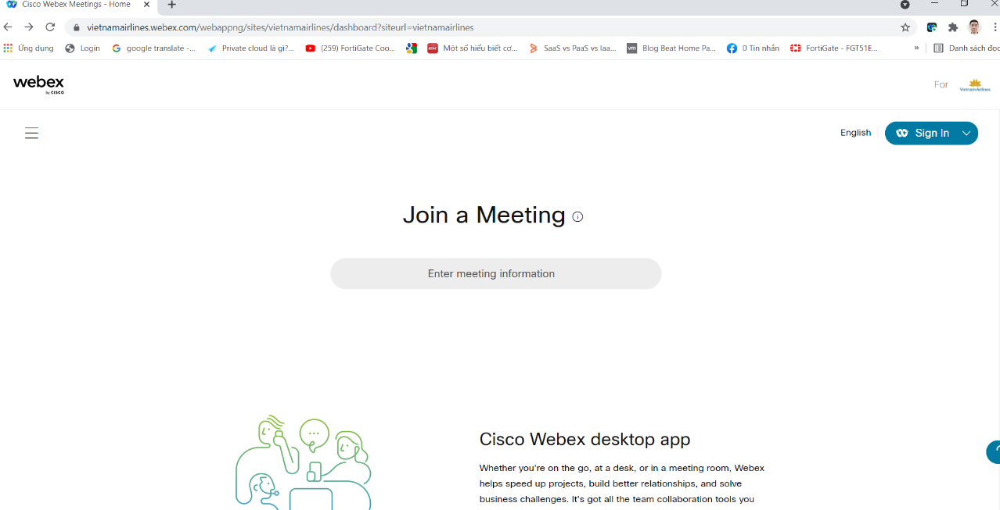 Cisco Webex Meetings - Home
vietnamairlines.webex.com/webappng/sites/vietnamairlines/dashboard?siteurl=vietnamairlines
Ứng dụng Login google translate -... Private cloud là gì?... (259) FortiGate Coo... Một số hiểu biết cơ... SaaS vs PaaS vs Iaa... vm Blog Beat Home Pa... 0 Tin nhắn FortiGate - FGT51E... » Danh sách đọc
webex
by CISCO
For Vietnam Airlines
English Sign In
Join a Meeting
Enter meeting information
Cisco Webex desktop app
Whether you're on the go, at a desk, or in a meeting room, Webex
helps speed up projects, build better relationships, and solve
business challenges. It's got all the team collaboration tools you